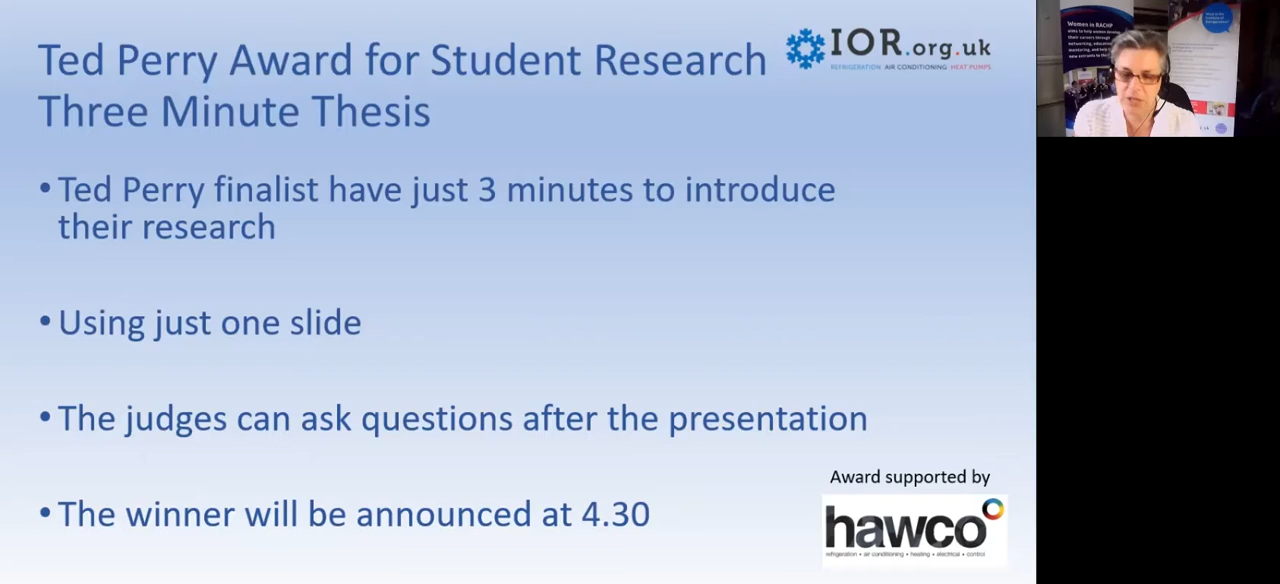 Ted Perry Award for Student Research
Three Minute Thesis
IOR.org.uk
REFRIGERATION AIR CONDITIONING HEAT PUMPS
•Ted Perry finalist have just 3 minutes to introduce
their research
•Using just one slide
•The judges can ask questions after the presentation
•The winner will be announced at 4.30
Award supported by
hawco
refrigeration • air conditioning • heating • electrical • control
Women in RACHP